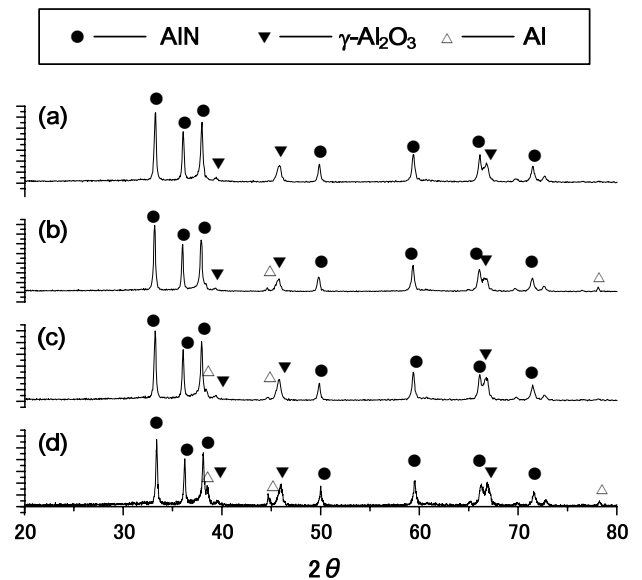 ● — AlN ▼ — γ-Al₂O₃ △ — Al
(a)
(b)
(c)
(d)
20 30 40 50 60 70 80
2θ